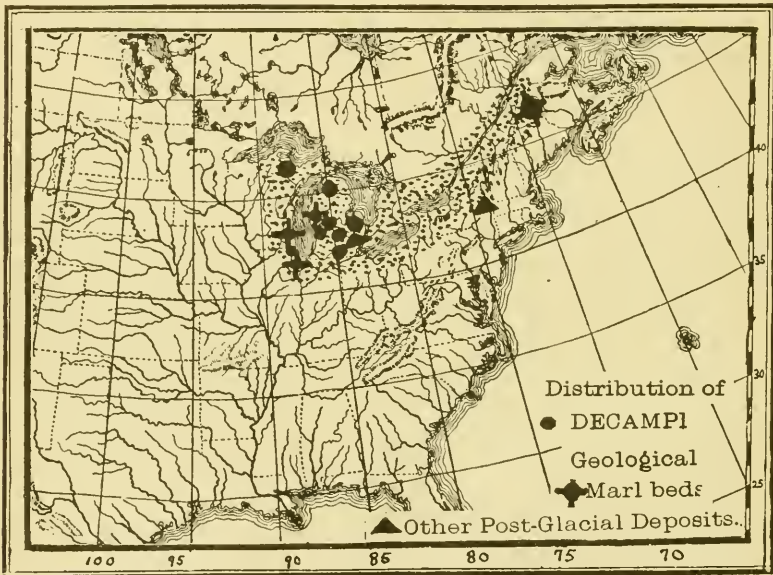 40
35
30
25
Distribution of
DECAMPI
Geological
Marl beds
Other Post-Glacial Deposits..
100 95 90 86 80 75 70